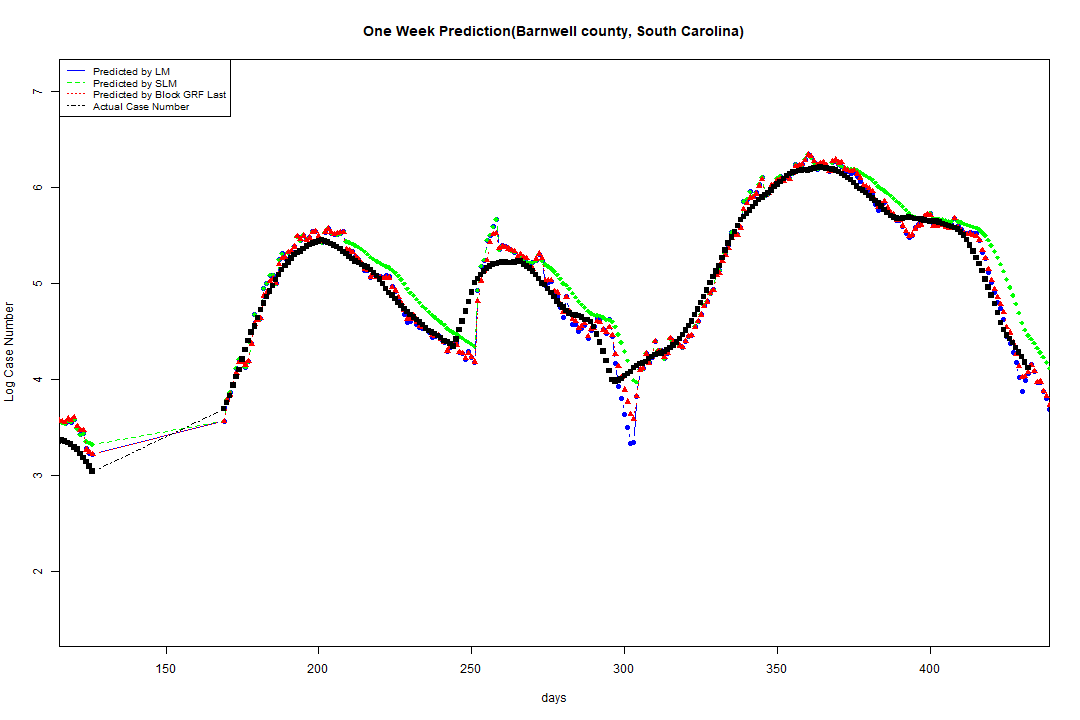 One Week Prediction(Barnwell county, South Carolina)
Predicted by LM
Predicted by SLM
Predicted by Block GRF Last
Actual Case Number
7
6
5
4
3
2
Log Case Number
150 200 250 300 350 400
days